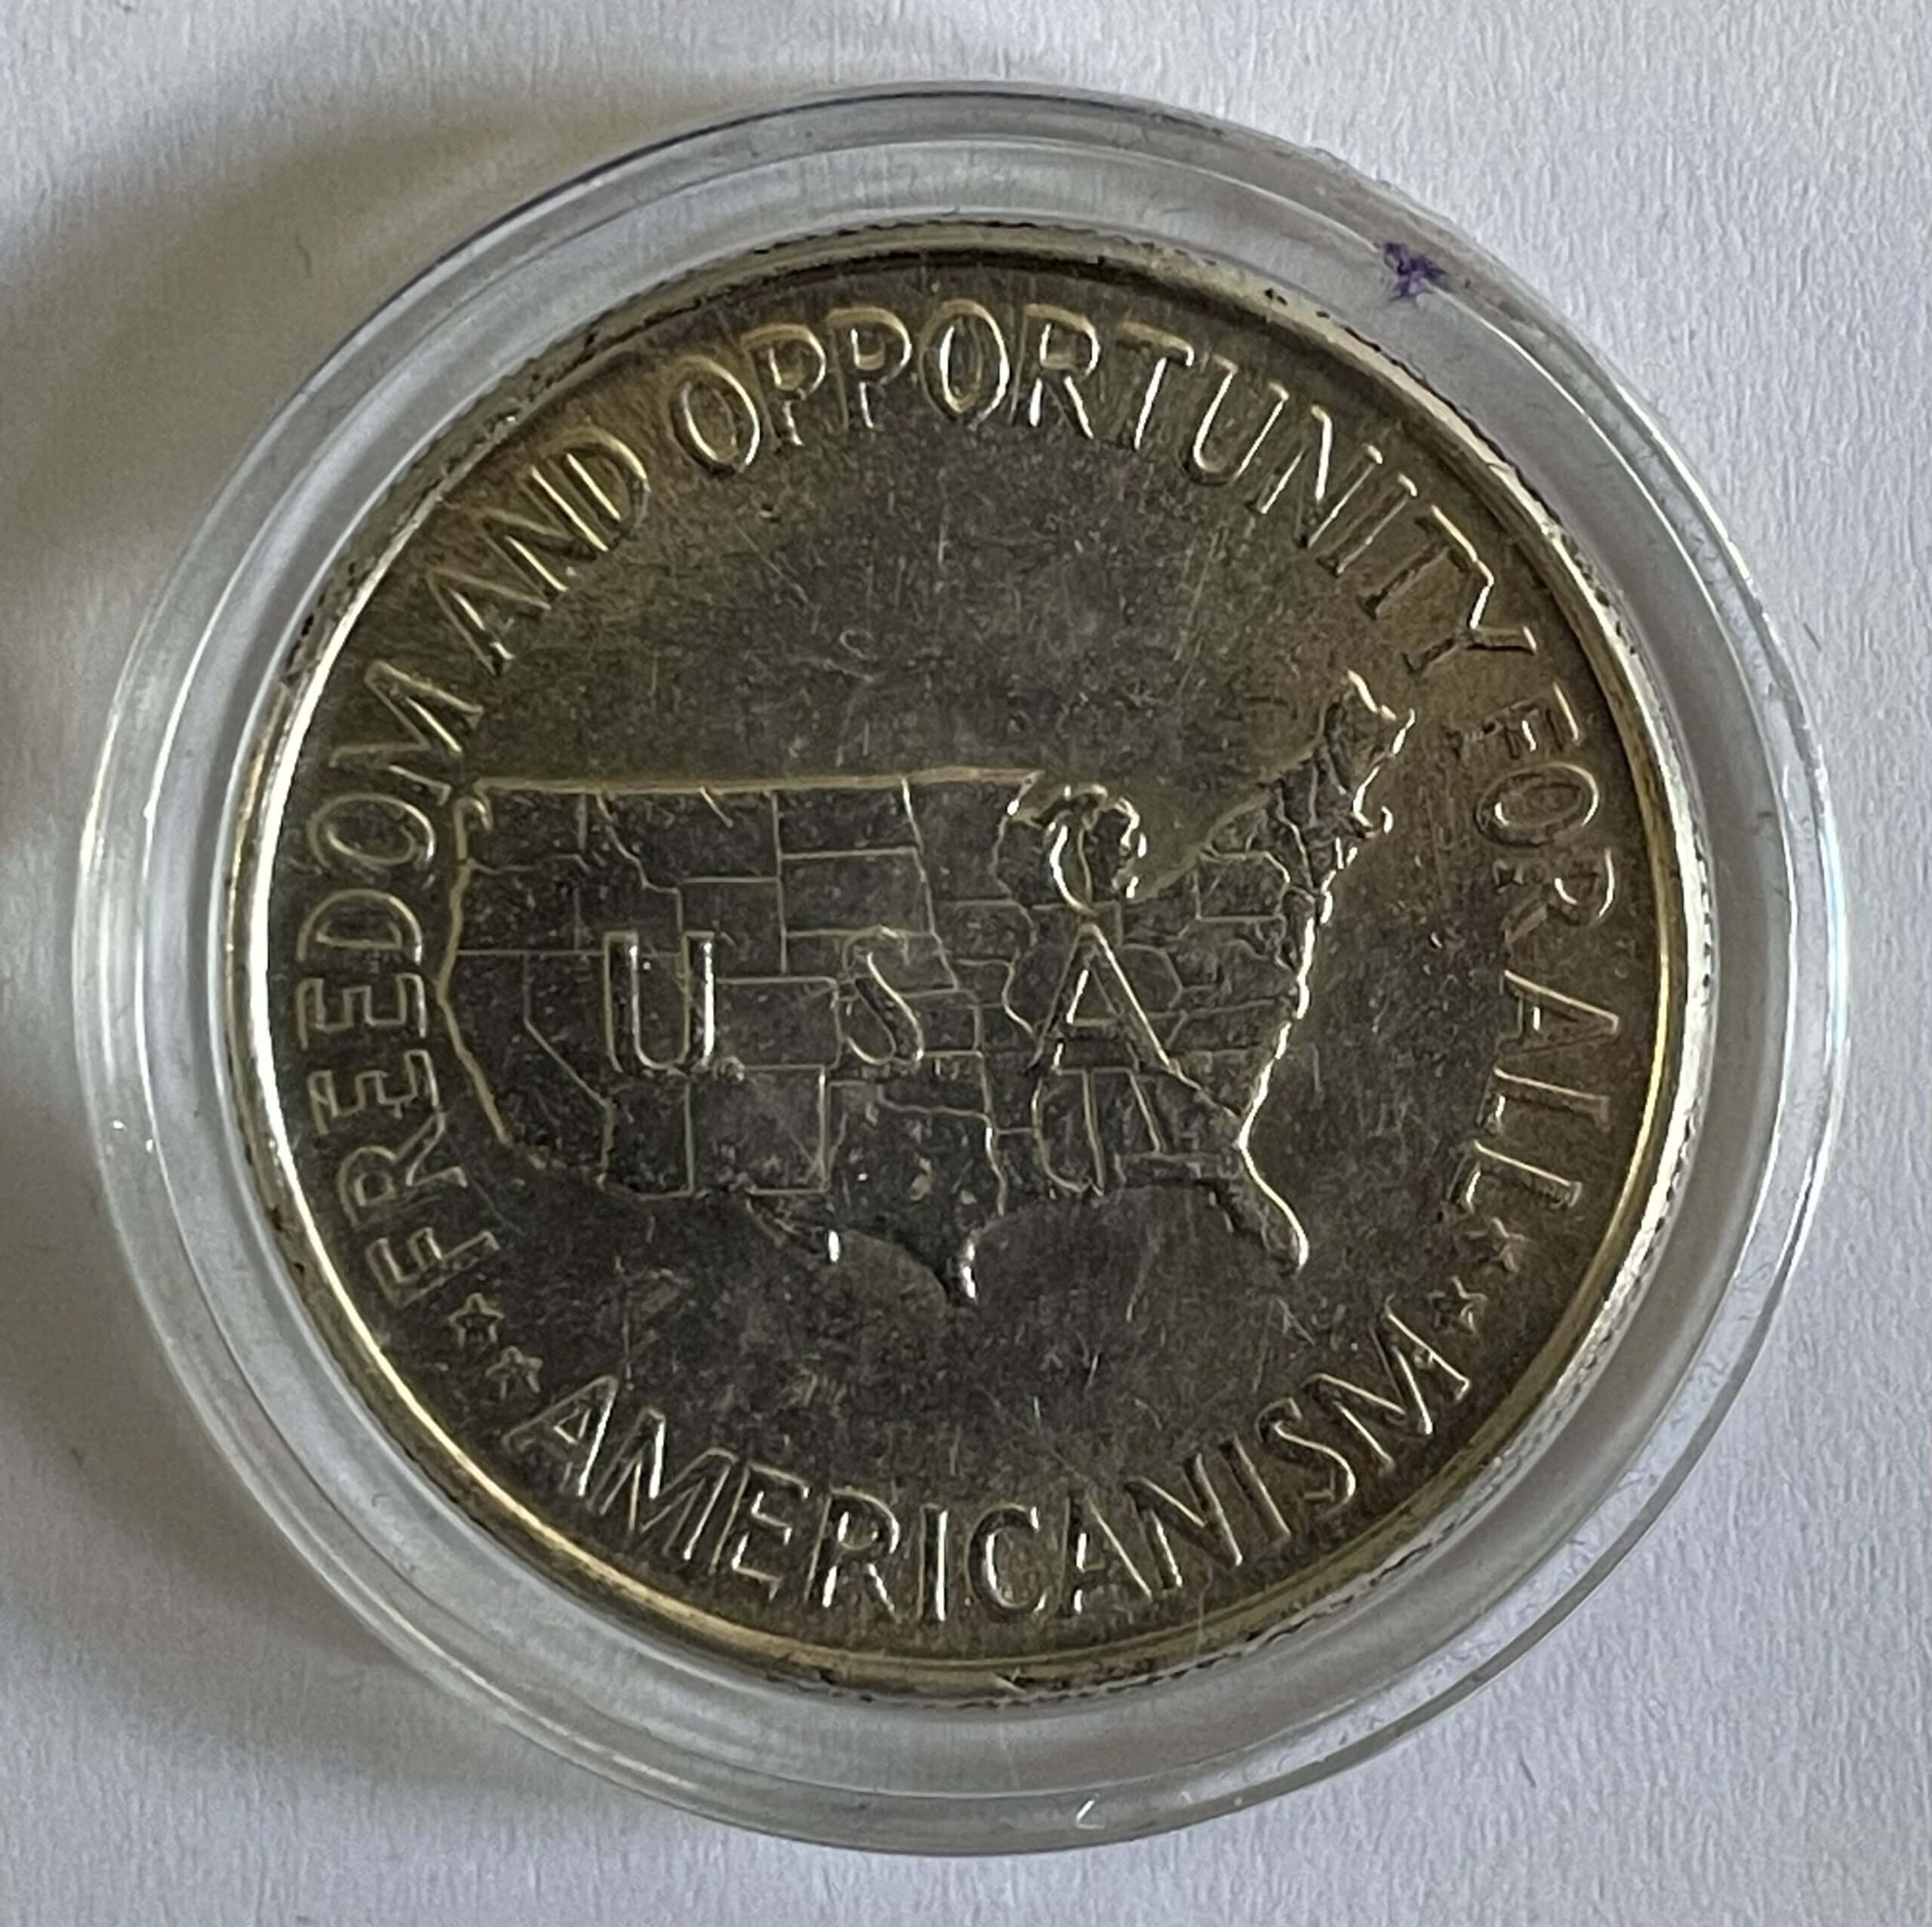 FREEDOM AND OPPORTUNITY FOR ALL
U S A
AMERICANISM